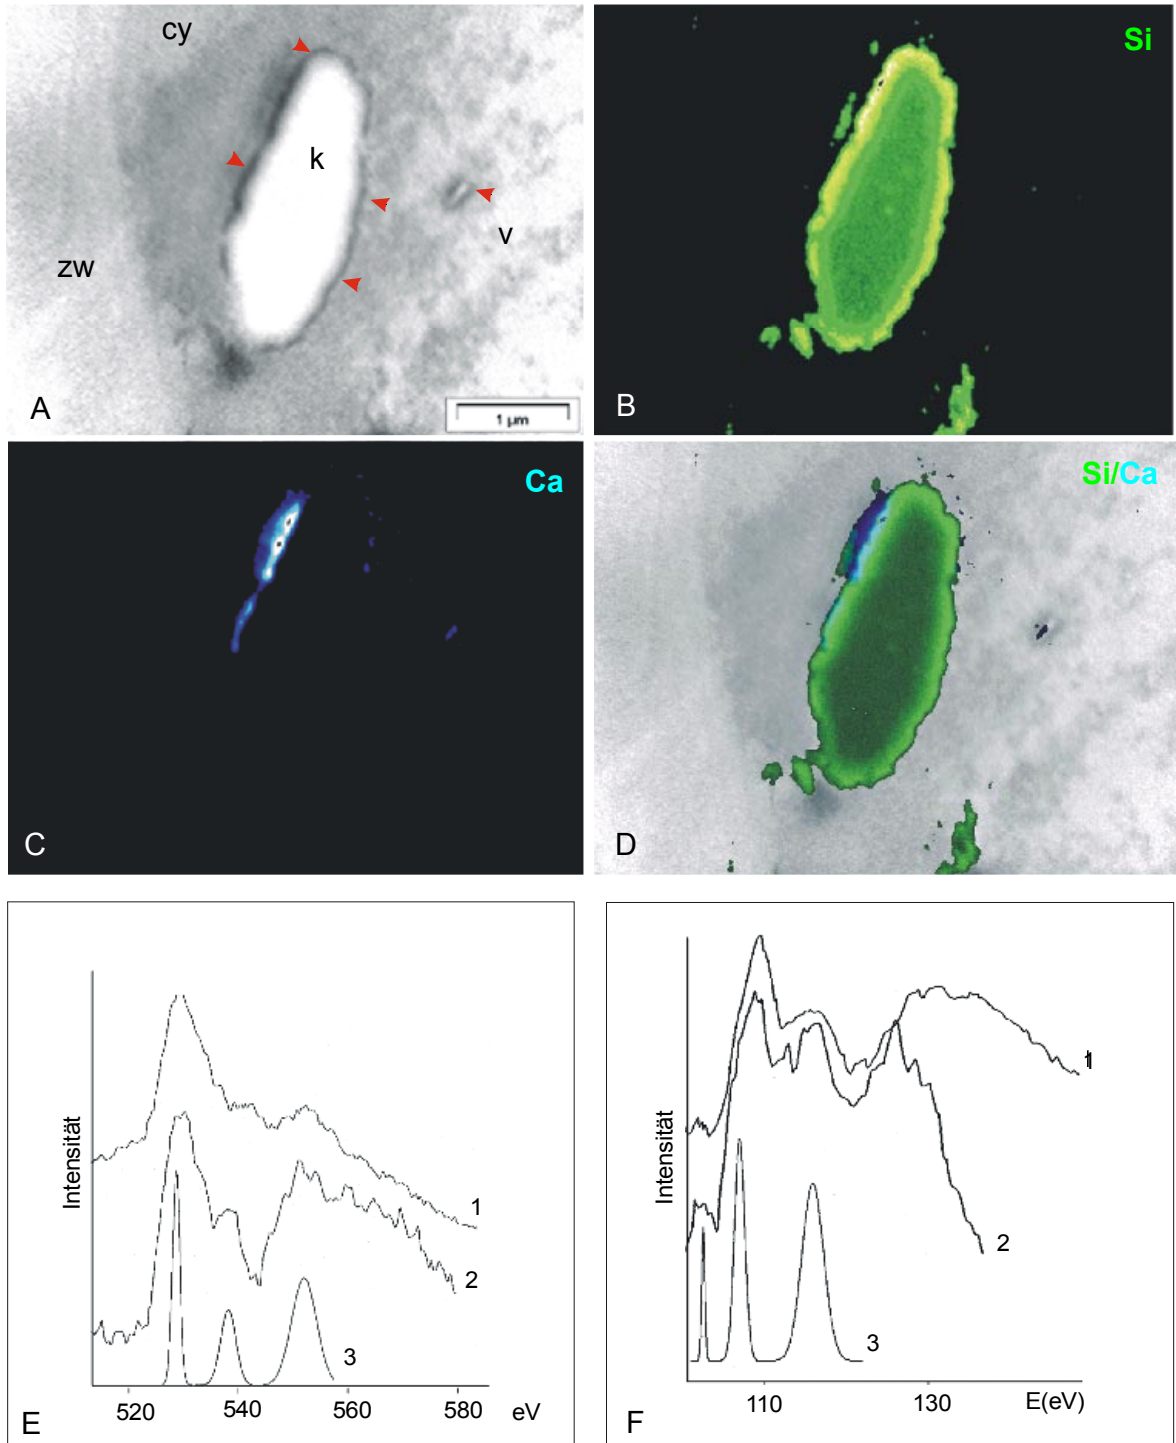 cy
k
v
zw
A
1 µm
Si
B
Ca
C
Si/Ca
D
Intensität
1
2
3
520
540
560
580
eV
E
Intensität
1
2
3
110
130
E(eV)
F